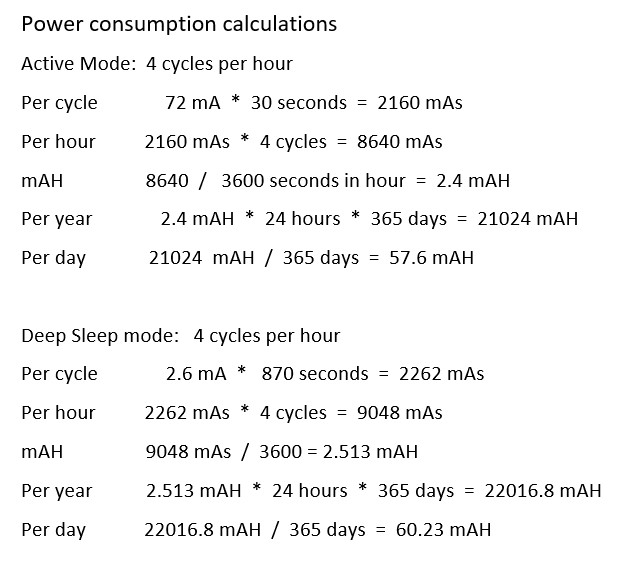 Power consumption calculations
Active Mode: 4 cycles per hour
Per cycle 72 mA * 30 seconds = 2160 mAs
Per hour 2160 mAs * 4 cycles = 8640 mAs
mAH 8640 / 3600 seconds in hour = 2.4 mAH
Per year 2.4 mAH * 24 hours * 365 days = 21024 mAH
Per day 21024 mAH / 365 days = 57.6 mAH
Deep Sleep mode: 4 cycles per hour
Per cycle 2.6 mA * 870 seconds = 2262 mAs
Per hour 2262 mAs * 4 cycles = 9048 mAs
mAH 9048 mAs / 3600 = 2.513 mAH
Per year 2.513 mAH * 24 hours * 365 days = 22016.8 mAH
Per day 22016.8 mAH / 365 days = 60.23 mAH